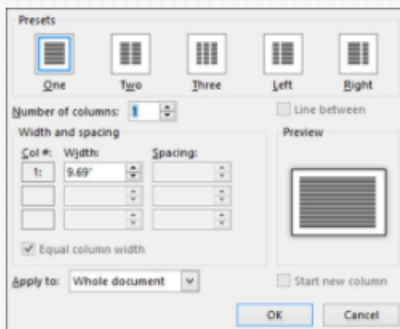 Presets
One Two Three Left Right
Number of columns: 1 Line between
Width and spacing Preview
Col #: Width: Spacing:
1: 9.69"
Equal column width
Apply to: Whole document Start new column
OK Cancel